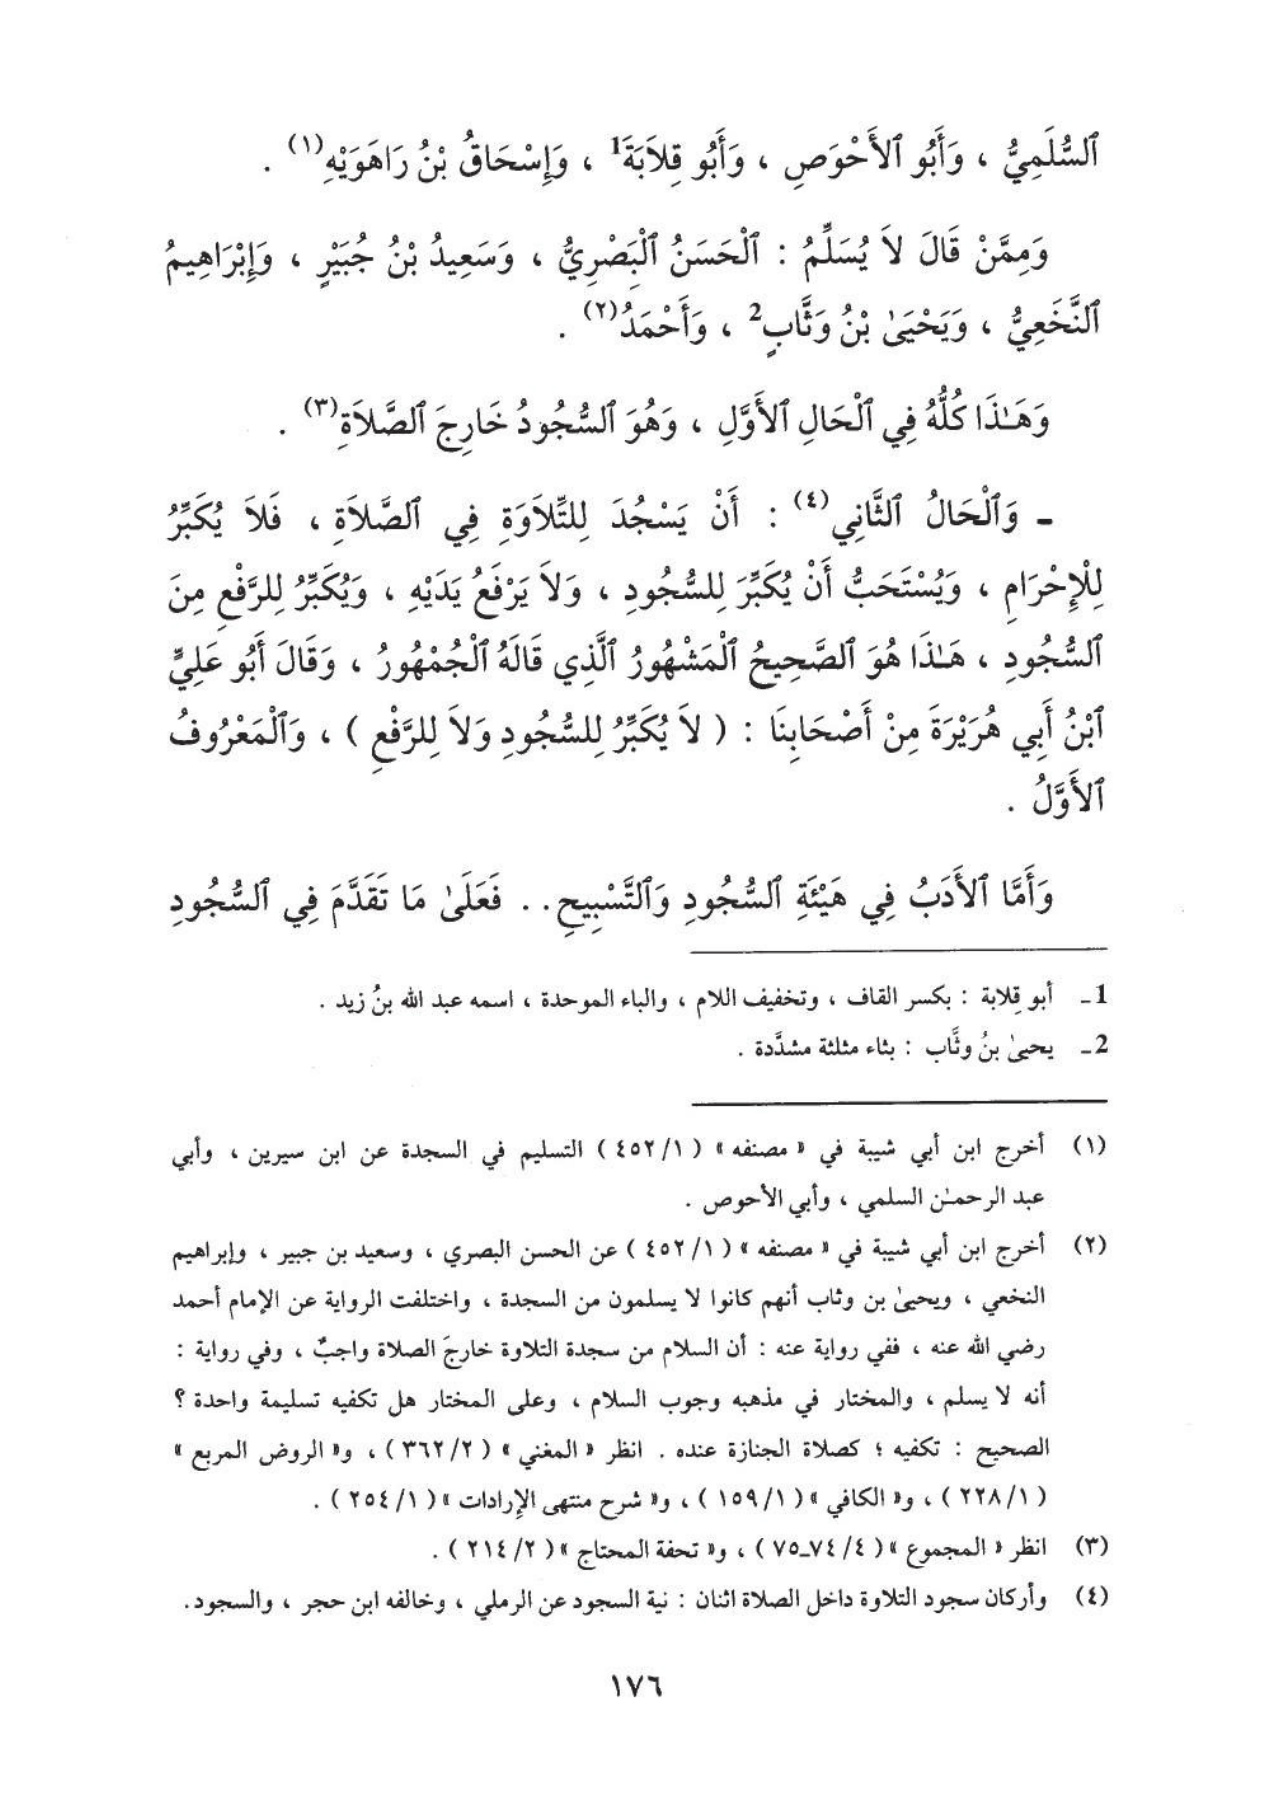 ٱلسُّلَمِيُّ ، وَأَبُو ٱلأَحْوَصِ ، وَأَبُو قِلاَبَةَ1 ، وَإِسْحَاقُ بْنُ رَاهَوَيْهِ(١) .
وَمِمَّنْ قَالَ لاَ يُسَلِّمُ : ٱلْحَسَنُ ٱلْبَصْرِيُّ ، وَسَعِيدُ بْنُ جُبَيْرٍ ، وَإِبْرَاهِيمُ
ٱلنَّخَعِيُّ ، وَيَحْيَىٰ بْنُ وَثَّابٍ2 ، وَأَحْمَدُ(٢) .
وَهَـٰذَا كُلُّهُ فِي ٱلْحَالِ ٱلأَوَّلِ ، وَهُوَ ٱلسُّجُودُ خَارِجَ ٱلصَّلاَةِ(٣) .
ـ وَٱلْحَالُ ٱلثَّانِي(٤) : أَنْ يَسْجُدَ لِلتِّلاَوَةِ فِي ٱلصَّلاَةِ ، فَلاَ يُكَبِّرُ
لِلْإِحْرَامِ ، وَيُسْتَحَبُّ أَنْ يُكَبِّرَ لِلسُّجُودِ ، وَلاَ يَرْفَعُ يَدَيْهِ ، وَيُكَبِّرُ لِلرَّفْعِ مِنَ
ٱلسُّجُودِ ، هَـٰذَا هُوَ ٱلصَّحِيحُ ٱلْمَشْهُورُ ٱلَّذِي قَالَهُ ٱلْجُمْهُورُ ، وَقَالَ أَبُو عَلِيٍّ
ٱبْنُ أَبِي هُرَيْرَةَ مِنْ أَصْحَابِنَا : ( لاَ يُكَبِّرُ لِلسُّجُودِ وَلاَ لِلرَّفْعِ ) ، وَٱلْمَعْرُوفُ
ٱلأَوَّلُ .
وَأَمَّا ٱلأَدَبُ فِي هَيْئَةِ ٱلسُّجُودِ وَٱلتَّسْبِيحِ . . فَعَلَىٰ مَا تَقَدَّمَ فِي ٱلسُّجُودِ
1ـ أبو قِلابة : بكسر القاف ، وتخفيف اللام ، والباء الموحدة ، اسمه عبد الله بنُ زيد .
2ـ يحيىٰ بنُ وثَّاب : بثاء مثلثة مشدَّدة .
(١) أخرج ابن أبي شيبة في « مصنفه » ( ١/ ٤٥٢ ) التسليم في السجدة عن ابن سيرين ، وأبي
عبد الرحمـٰن السلمي ، وأبي الأحوص .
(٢) أخرج ابن أبي شيبة في « مصنفه » ( ١/ ٤٥٢ ) عن الحسن البصري ، وسعيد بن جبير ، وإبراهيم
النخعي ، ويحيىٰ بن وثاب أنهم كانوا لا يسلمون من السجدة ، واختلفت الرواية عن الإمام أحمد
رضي الله عنه ، ففي رواية عنه : أن السلام من سجدة التلاوة خارجَ الصلاة واجبٌ ، وفي رواية :
أنه لا يسلم ، والمختار في مذهبه وجوب السلام ، وعلى المختار هل تكفيه تسليمة واحدة ؟
الصحيح : تكفيه ؛ كصلاة الجنازة عنده . انظر « المغني » ( ٢/ ٣٦٢ ) ، و« الروض المربع »
( ١/ ٢٢٨ ) ، و« الكافي » ( ١/ ١٥٩ ) ، و« شرح منتهى الإرادات » ( ١/ ٢٥٤ ) .
(٣) انظر « المجموع » ( ٤/ ٧٤ـ٧٥ ) ، و« تحفة المحتاج » ( ٢/ ٢١٤ ) .
(٤) وأركان سجود التلاوة داخل الصلاة اثنان : نية السجود عن الرملي ، وخالفه ابن حجر ، والسجود.
١٧٦